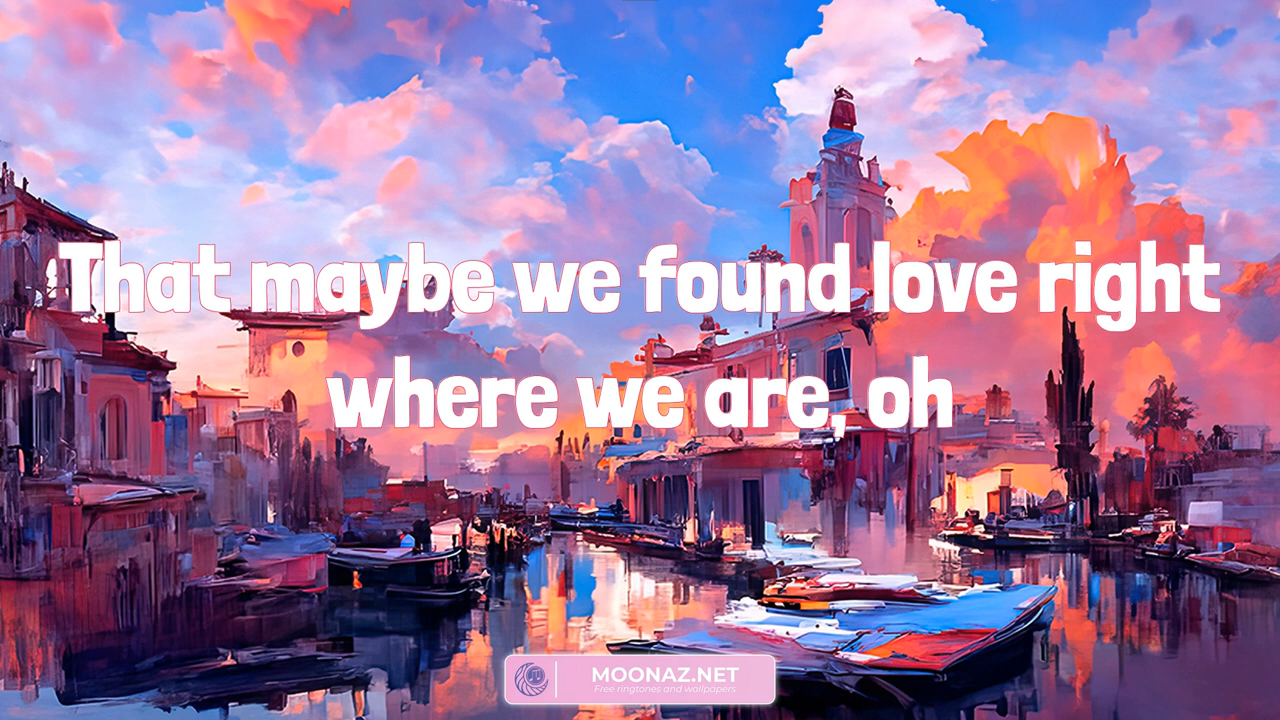 That maybe we found love right
where we are, oh
MOONAZ.NET
Free ringtones and wallpapers